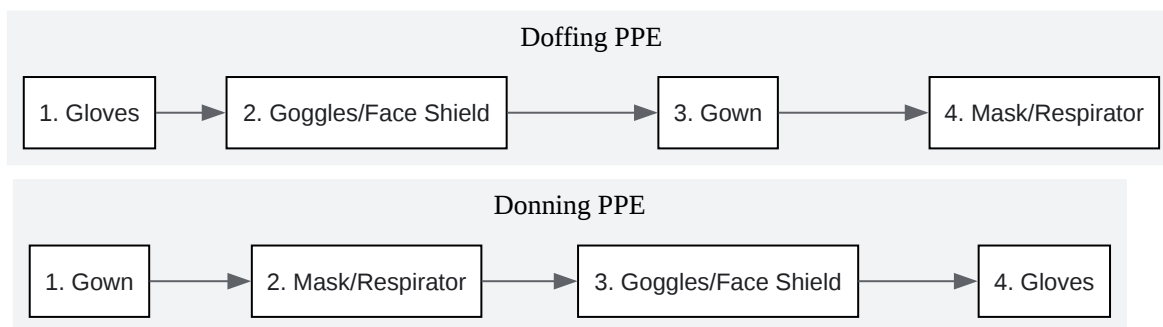 Doffing PPE
1. Gloves
2. Goggles/Face Shield
3. Gown
4. Mask/Respirator
Donning PPE
1. Gown
2. Mask/Respirator
3. Goggles/Face Shield
4. Gloves